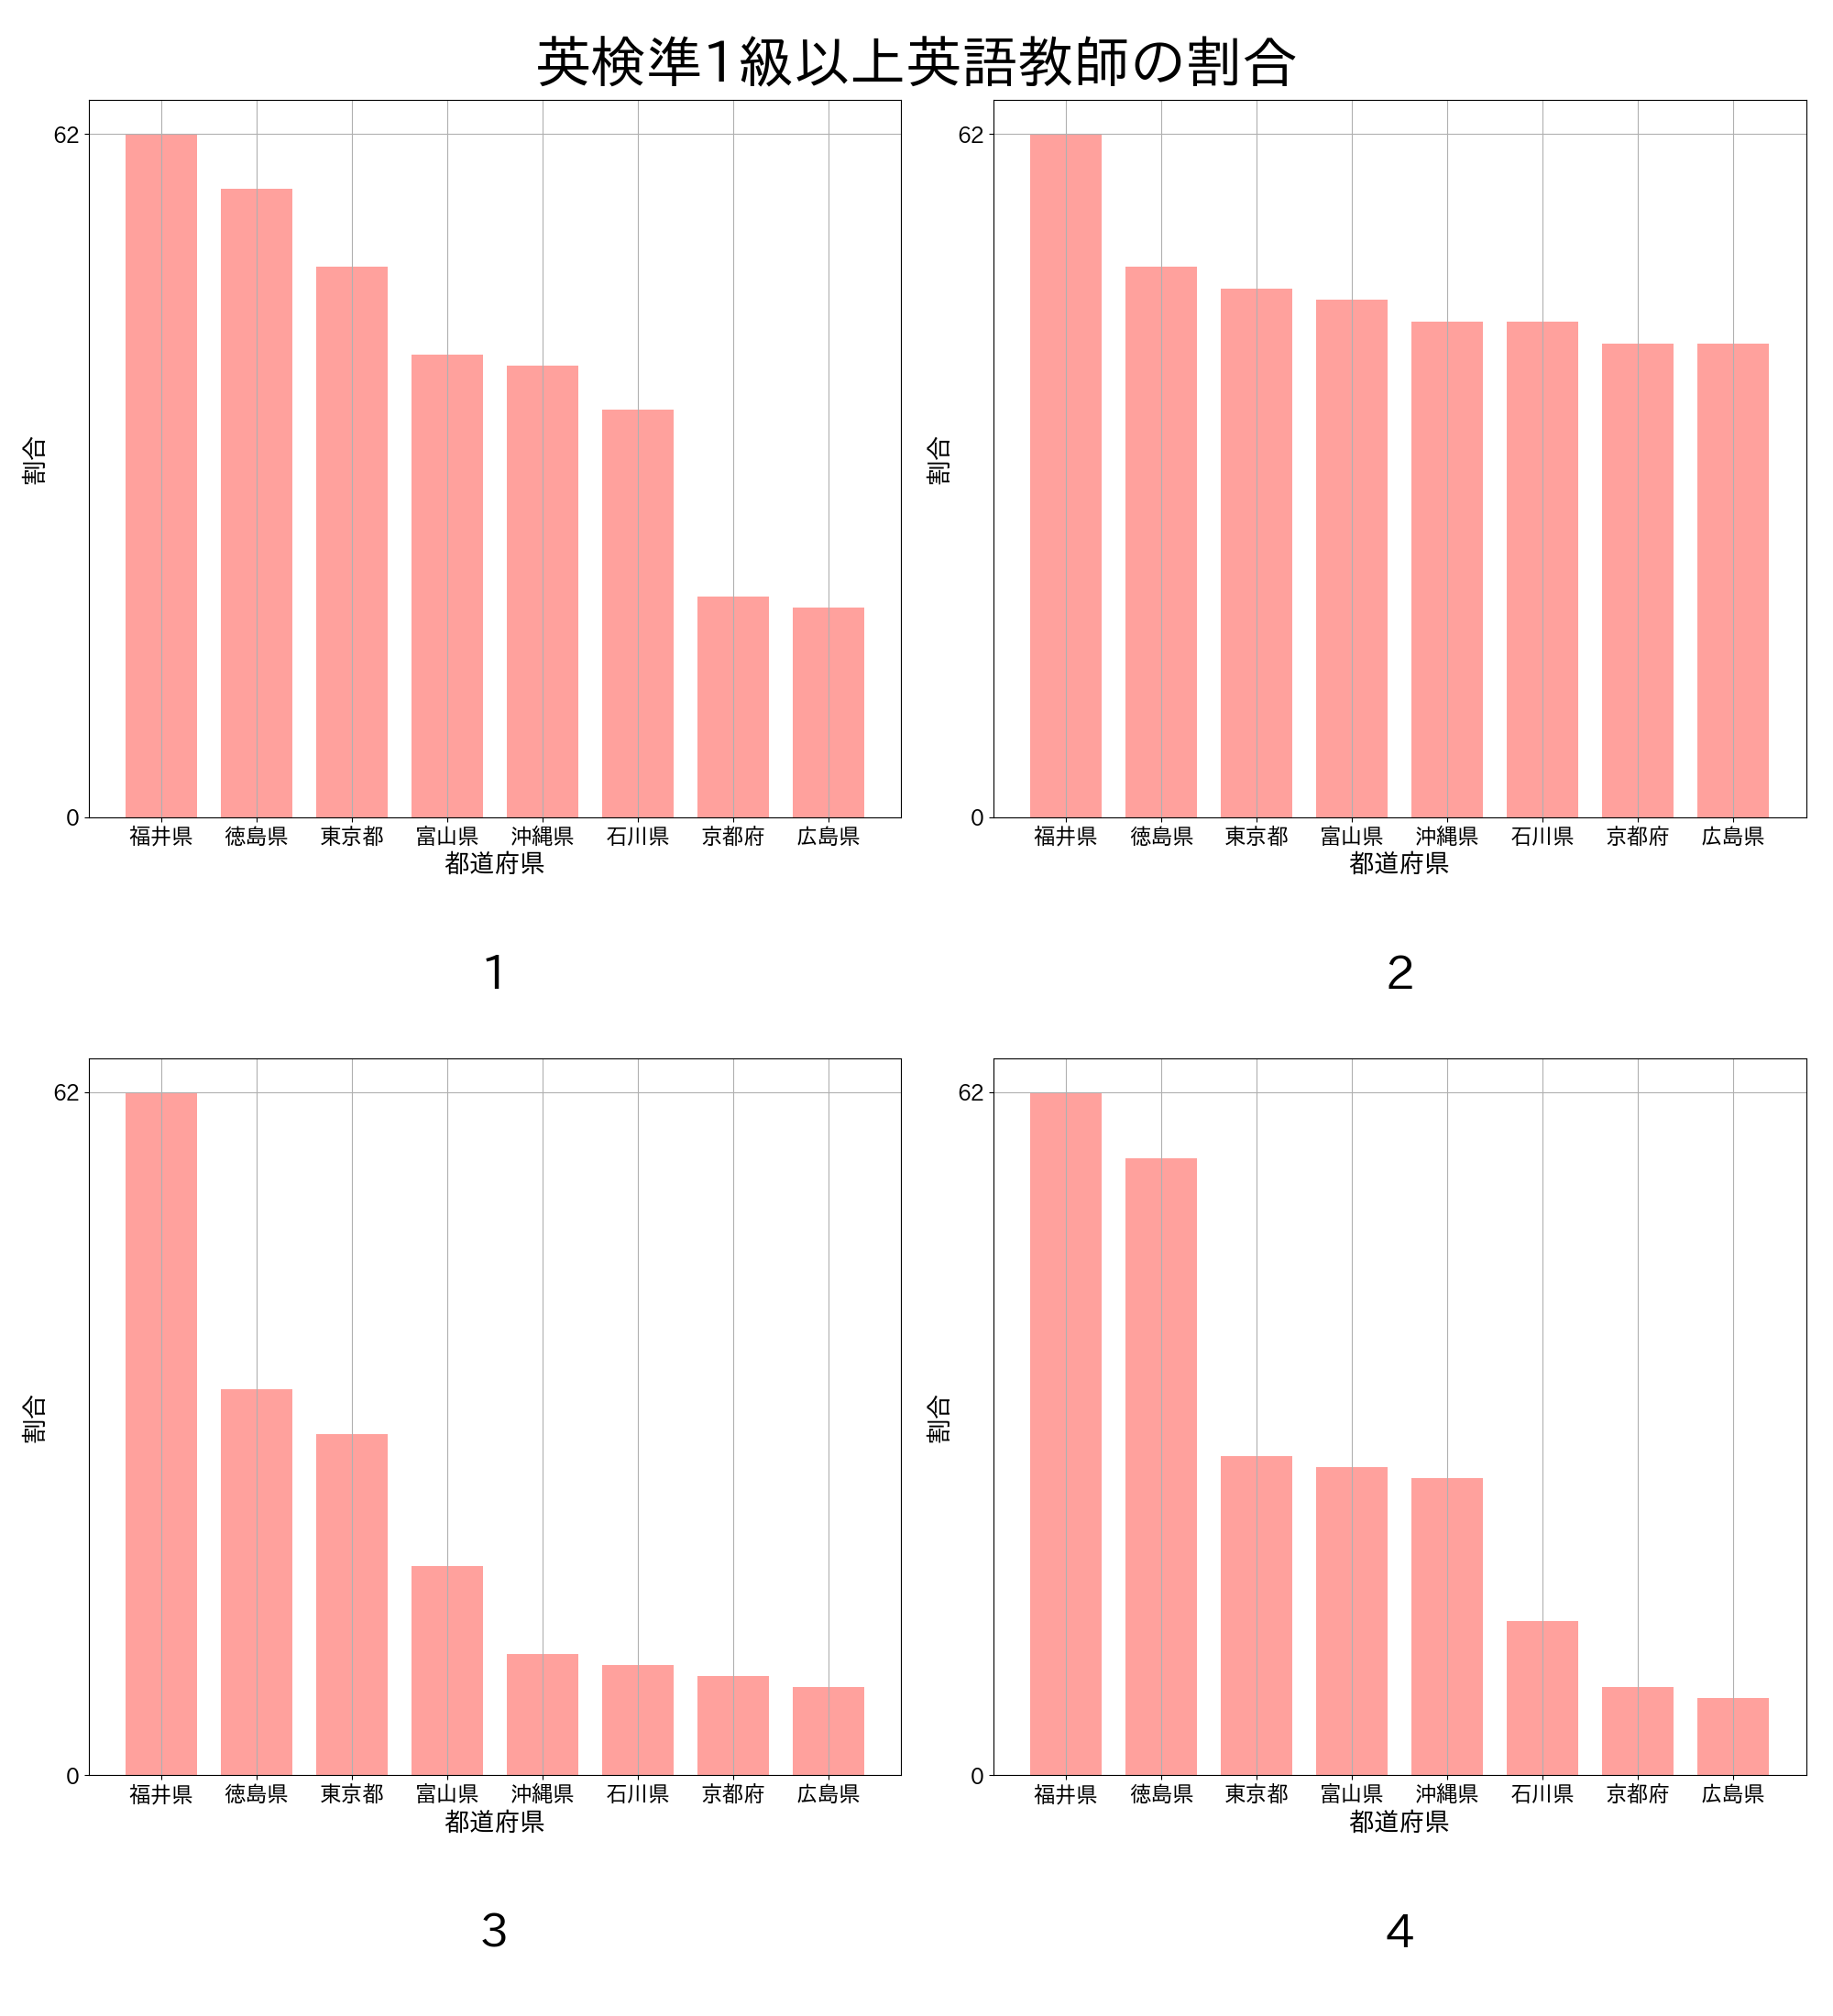 英検準1級以上英語教師の割合
62
0
割合
福井県 徳島県 東京都 富山県 沖縄県 石川県 京都府 広島県
都道府県
1
62
0
割合
福井県 徳島県 東京都 富山県 沖縄県 石川県 京都府 広島県
都道府県
2
62
0
割合
福井県 徳島県 東京都 富山県 沖縄県 石川県 京都府 広島県
都道府県
3
62
0
割合
福井県 徳島県 東京都 富山県 沖縄県 石川県 京都府 広島県
都道府県
4